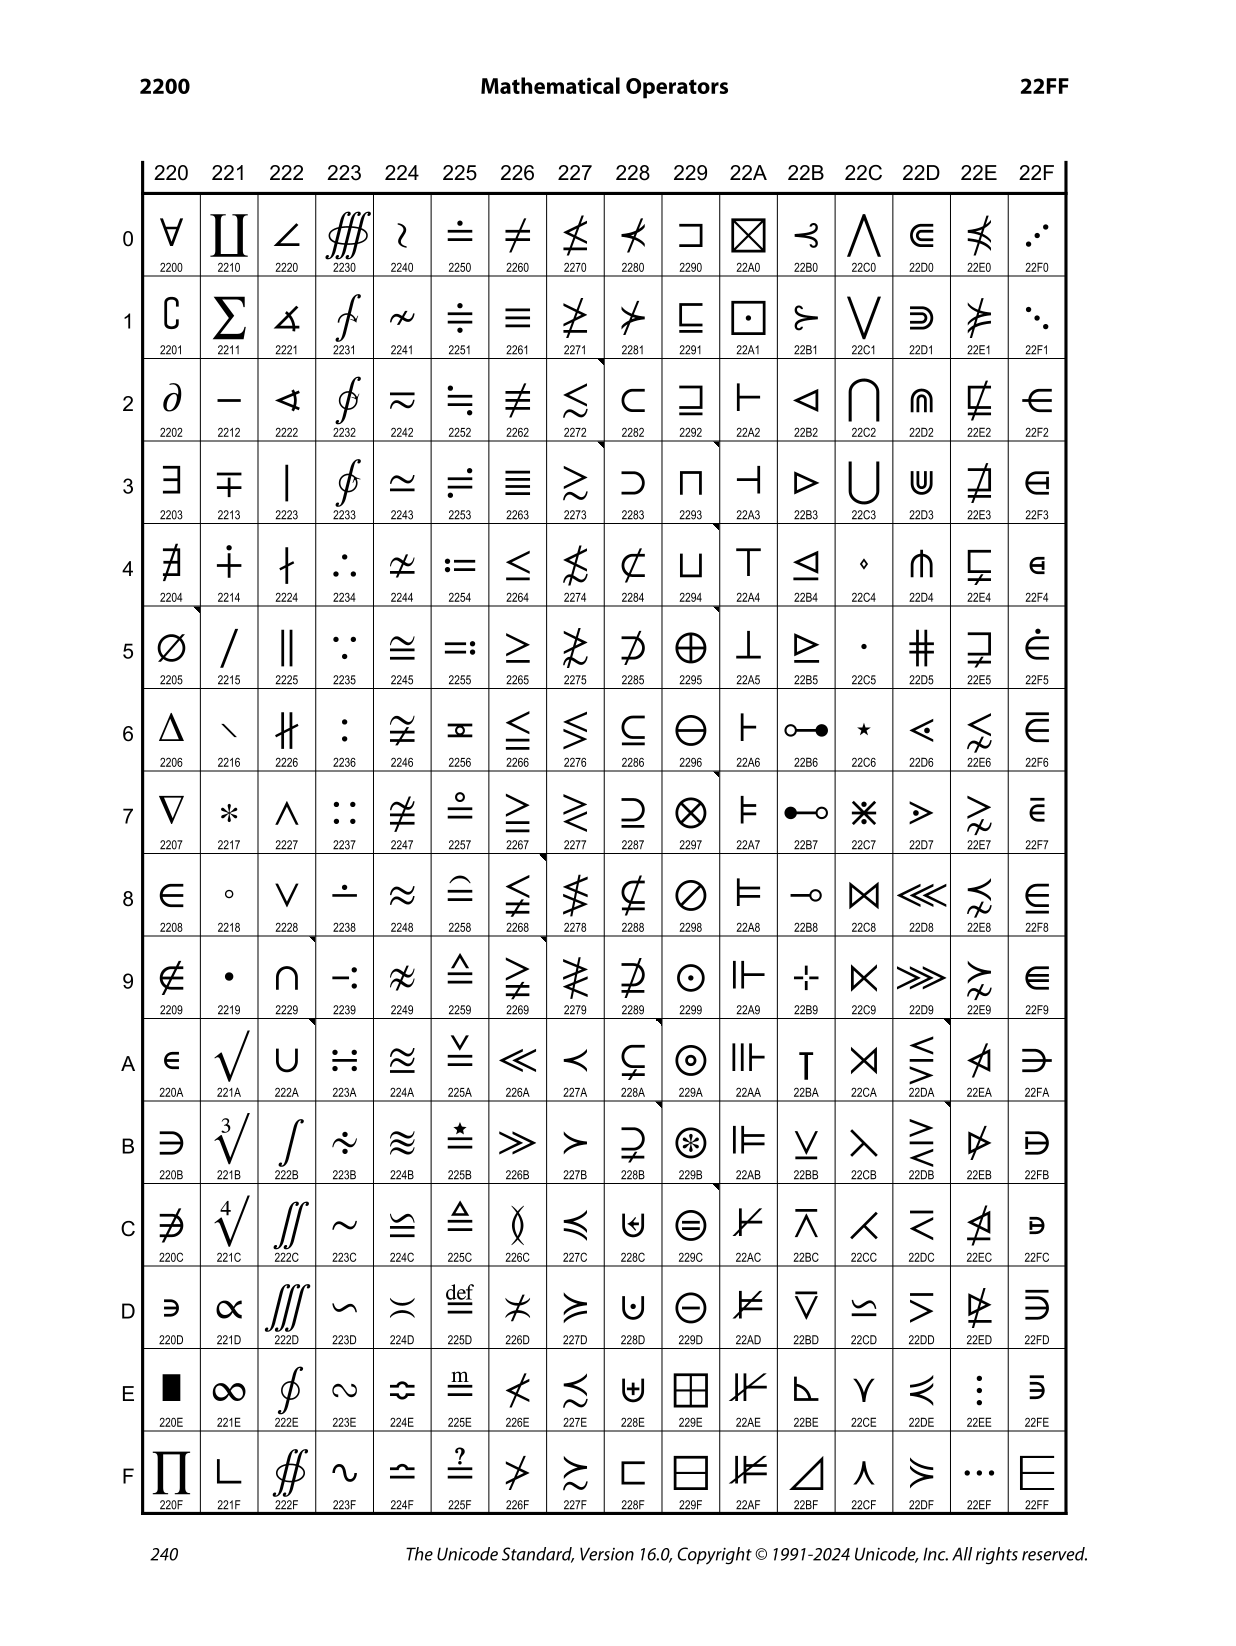 2200 Mathematical Operators 22FF
220 221 222 223 224 225 226 227 228 229 22A 22B 22C 22D 22E 22F
0 ∀ ∐ ∠ ∰ ≀ ≐ ≠ ≰ ⊀ ⊐ ⊠ ⊰ ⋀ ⋐ ⋠ ⋰
2200 2210 2220 2230 2240 2250 2260 2270 2280 2290 22A0 22B0 22C0 22D0 22E0 22F0
1 ∁ ∑ ∡ ∱ ≁ ≑ ≡ ≱ ⊁ ⊑ ⊡ ⊱ ⋁ ⋑ ⋡ ⋱
2201 2211 2221 2231 2241 2251 2261 2271 2281 2291 22A1 22B1 22C1 22D1 22E1 22F1
2 ∂ − ∢ ∲ ≂ ≒ ≢ ≲ ⊂ ⊒ ⊢ ⊲ ⋂ ⋒ ⋢ ⋲
2202 2212 2222 2232 2242 2252 2262 2272 2282 2292 22A2 22B2 22C2 22D2 22E2 22F2
3 ∃ ∓ ∣ ∳ ≃ ≓ ≣ ≳ ⊃ ⊓ ⊣ ⊳ ⋃ ⋓ ⋣ ⋳
2203 2213 2223 2233 2243 2253 2263 2273 2283 2293 22A3 22B3 22C3 22D3 22E3 22F3
4 ∄ ∔ ∤ ∴ ≄ ≔ ≤ ≴ ⊄ ⊔ ⊤ ⊴ ⋄ ⋔ ⋤ ⋴
2204 2214 2224 2234 2244 2254 2264 2274 2284 2294 22A4 22B4 22C4 22D4 22E4 22F4
5 ∅ ∕ ∥ ∵ ≅ ≕ ≥ ≵ ⊅ ⊕ ⊥ ⊵ ⋅ ⋕ ⋥ ⋵
2205 2215 2225 2235 2245 2255 2265 2275 2285 2295 22A5 22B5 22C5 22D5 22E5 22F5
6 ∆ ∖ ∦ ∶ ≆ ≖ ≦ ≶ ⊆ ⊖ ⊦ ⊶ ⋆ ⋖ ⋦ ⋶
2206 2216 2226 2236 2246 2256 2266 2276 2286 2296 22A6 22B6 22C6 22D6 22E6 22F6
7 ∇ ∗ ∧ ∷ ≇ ≗ ≧ ≷ ⊇ ⊗ ⊧ ⊷ ⋇ ⋗ ⋧ ⋷
2207 2217 2227 2237 2247 2257 2267 2277 2287 2297 22A7 22B7 22C7 22D7 22E7 22F7
8 ∈ ∘ ∨ ∸ ≈ ≘ ≨ ≸ ⊈ ⊘ ⊨ ⊸ ⋈ ⋘ ⋨ ⋸
2208 2218 2228 2238 2248 2258 2268 2278 2288 2298 22A8 22B8 22C8 22D8 22E8 22F8
9 ∉ ∙ ∩ ∹ ≉ ≙ ≩ ≹ ⊉ ⊙ ⊩ ⊹ ⋉ ⋙ ⋩ ⋹
2209 2219 2229 2239 2249 2259 2269 2279 2289 2299 22A9 22B9 22C9 22D9 22E9 22F9
A ∊ √ ∪ ∺ ≊ ≚ ≪ ≺ ⊊ ⊚ ⊪ ⊺ ⋊ ⋚ ⋪ ⋺
220A 221A 222A 223A 224A 225A 226A 227A 228A 229A 22AA 22BA 22CA 22DA 22EA 22FA
B ∋ ∛ ∫ ∻ ≋ ≛ ≫ ≻ ⊋ ⊛ ⊫ ⊻ ⋋ ⋛ ⋫ ⋻
220B 221B 222B 223B 224B 225B 226B 227B 228B 229B 22AB 22BB 22CB 22DB 22EB 22FB
C ∌ ∜ ∬ ∼ ≌ ≜ ≬ ≼ ⊌ ⊜ ⊬ ⊼ ⋌ ⋜ ⋬ ⋼
220C 221C 222C 223C 224C 225C 226C 227C 228C 229C 22AC 22BC 22CC 22DC 22EC 22FC
D ∍ ∝ ∭ ∽ ≍ ≝ ≭ ≽ ⊍ ⊝ ⊭ ⊽ ⋍ ⋝ ⋭ ⋽
220D 221D 222D 223D 224D 225D 226D 227D 228D 229D 22AD 22BD 22CD 22DD 22ED 22FD
E ∎ ∞ ∮ ∾ ≎ ≞ ≮ ≾ ⊎ ⊞ ⊮ ⊾ ⋎ ⋞ ⋮ ⋾
220E 221E 222E 223E 224E 225E 226E 227E 228E 229E 22AE 22BE 22CE 22DE 22EE 22FE
F ∏ ∟ ∯ ∿ ≏ ≟ ≯ ≿ ⊏ ⊟ ⊯ ⊿ ⋏ ⋟ ⋯ ⋿
220F 221F 222F 223F 224F 225F 226F 227F 228F 229F 22AF 22BF 22CF 22DF 22EF 22FF
240 The Unicode Standard, Version 16.0, Copyright © 1991-2024 Unicode, Inc. All rights reserved.